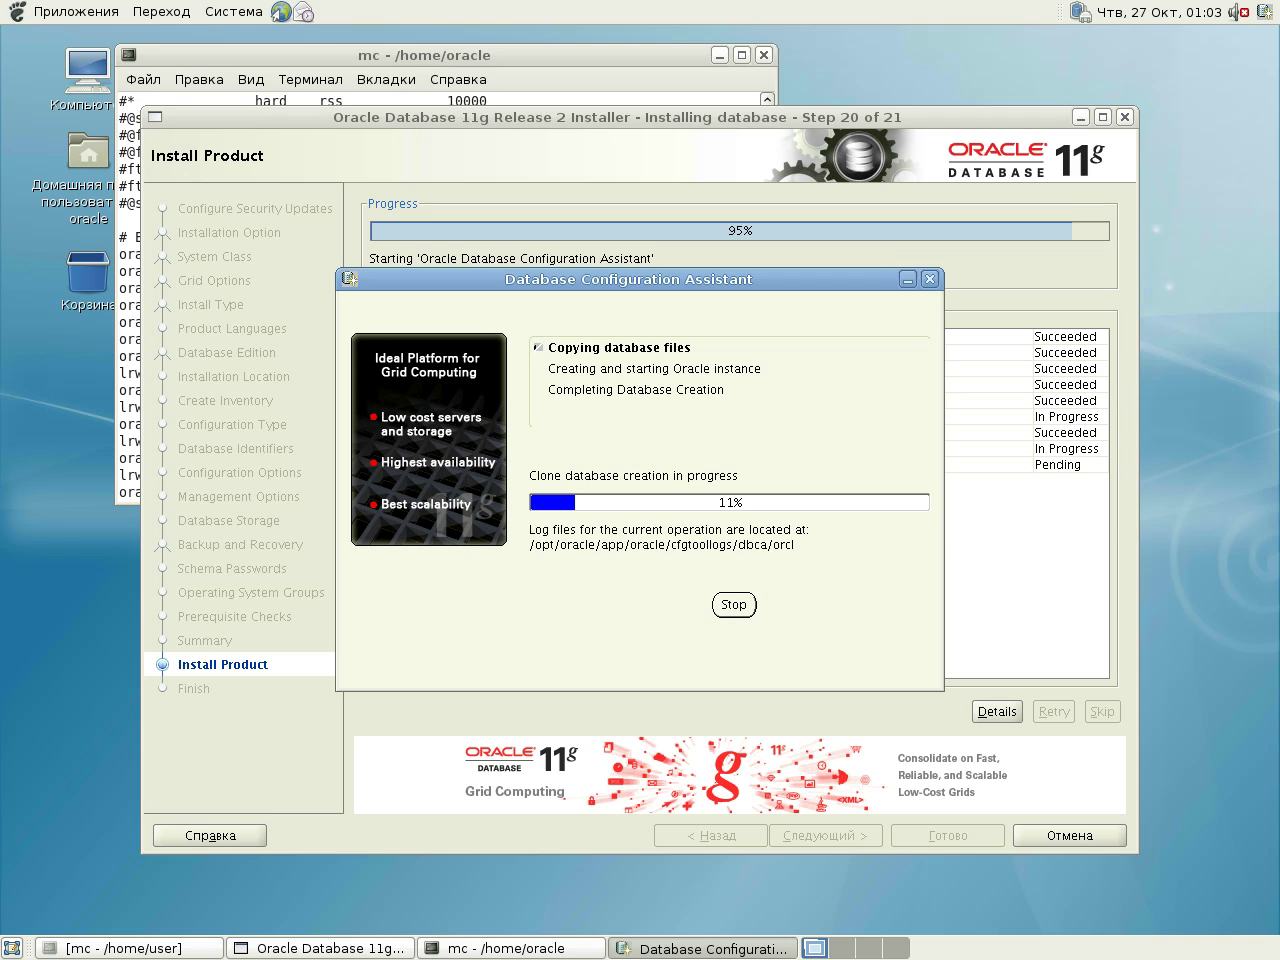 Приложения Переход Система
Чтв, 27 Окт, 01:03
Компьют
Домашняя п
пользоват
oracle
Корзина
mc - /home/oracle
Файл Правка Вид Терминал Вкладки Справка
#* hard rss 10000
#@s
#@f
#@f
#ft
#ft
#@s
ora
ora
ora
ora
ora
ora
ora
lrw
ora
lrw
ora
lrw
ora
lrw
ora
Oracle Database 11g Release 2 Installer - Installing database - Step 20 of 21
Install Product
ORACLE
DATABASE 11g
Configure Security Updates
Installation Option
System Class
Grid Options
Install Type
Product Languages
Database Edition
Installation Location
Create Inventory
Configuration Type
Database Identifiers
Configuration Options
Management Options
Database Storage
Backup and Recovery
Schema Passwords
Operating System Groups
Prerequisite Checks
Summary
Install Product
Finish
Progress
95%
Starting 'Oracle Database Configuration Assistant'
Succeeded
Succeeded
Succeeded
Succeeded
Succeeded
In Progress
Succeeded
In Progress
Pending
Database Configuration Assistant
Ideal Platform for
Grid Computing
Low cost servers
and storage
Highest availability
Best scalability
11g
Copying database files
Creating and starting Oracle instance
Completing Database Creation
Clone database creation in progress
11%
Log files for the current operation are located at:
/opt/oracle/app/oracle/cfgtoollogs/dbca/orcl
Stop
Details Retry Skip
ORACLE
DATABASE 11g
Grid Computing
g
11g
<XML>
Consolidate on Fast,
Reliable, and Scalable
Low-Cost Grids
Справка < Назад Следующий > Готово Отмена
[mc - /home/user] Oracle Database 11g... mc - /home/oracle Database Configurati...